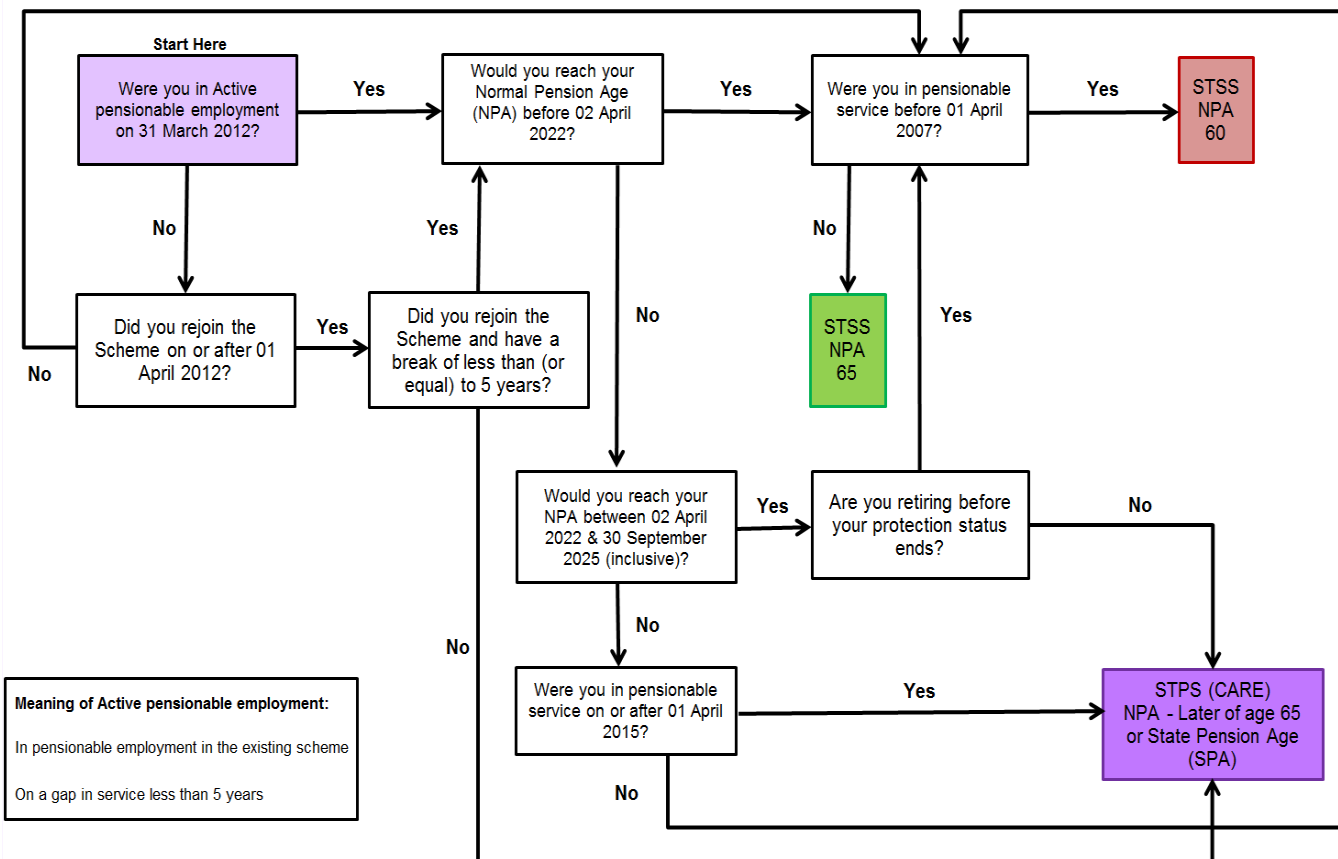 Start Here
Were you in Active
pensionable employment
on 31 March 2012?
Yes
Would you reach your
Normal Pension Age
(NPA) before 02 April
2022?
Yes
Were you in pensionable
service before 01 April
2007?
Yes
STSS
NPA
60
No
Yes
No
No
Yes
Did you rejoin the
Scheme on or after 01
April 2012?
Yes
No
Did you rejoin the
Scheme and have a
break of less than (or
equal) to 5 years?
STSS
NPA
65
Would you reach your
NPA between 02 April
2022 & 30 September
2025 (inclusive)?
Yes
Are you retiring before
your protection status
ends?
No
No
No
Were you in pensionable
service on or after 01 April
2015?
Yes
STPS (CARE)
NPA - Later of age 65
or State Pension Age
(SPA)
No
Meaning of Active pensionable employment:
In pensionable employment in the existing scheme
On a gap in service less than 5 years